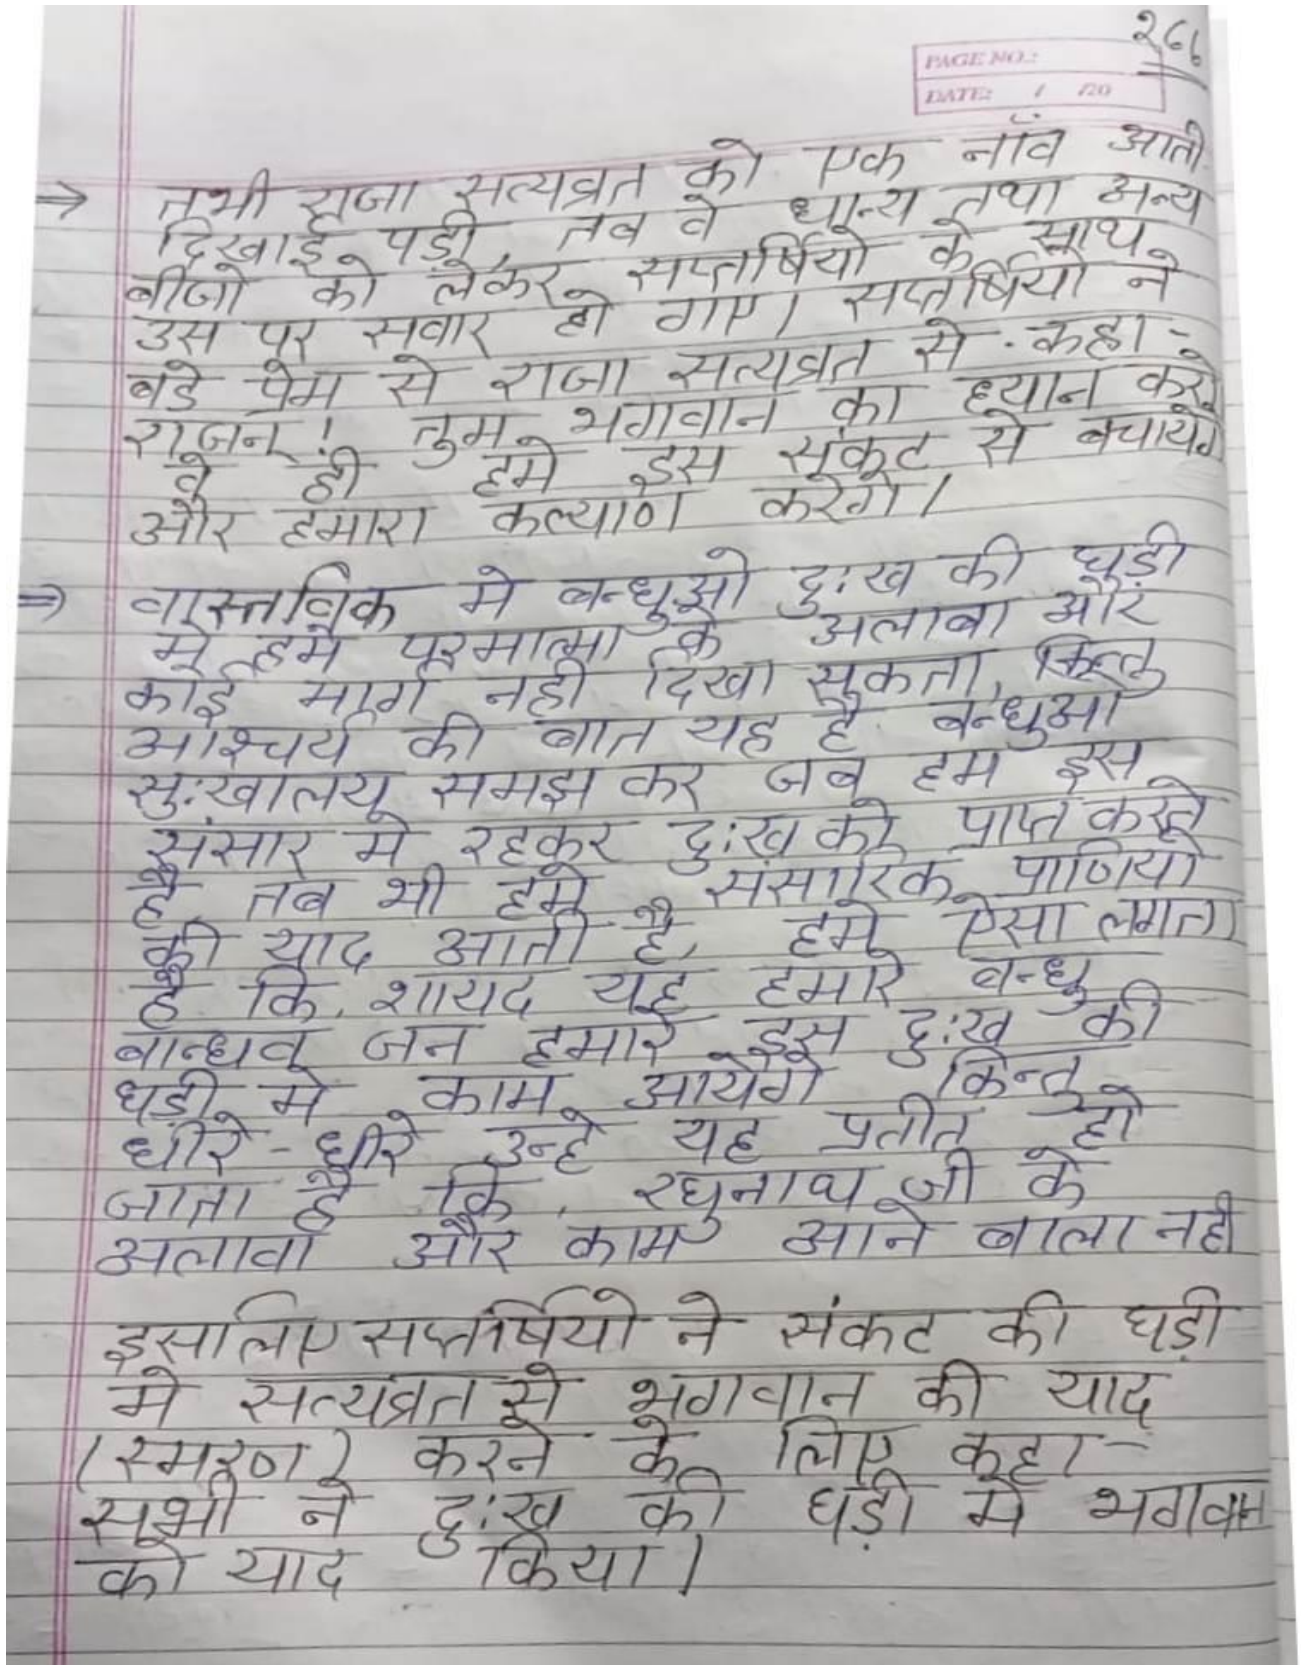 २६६
PAGE NO.:
DATE: / /20
→ तभी राजा सत्यव्रत को एक नॉव आती
दिखाई पड़ी, तब वे धान्य तथा अन्य
बीजो को लेकर सप्तर्षियो के साथ
उस पर सवार हो गए। सप्तर्षियो ने
बडे प्रेम से राजा सत्यव्रत से कहा -
राजन्! तुम भगवान का ध्यान करो
वे ही हमे इस संकट से बचायेगे
और हमारा कल्याण करेगे।
⇒ वास्तविक मे बन्धुओ दुःख की घड़ी
मे हमे परमात्मा के अलाबा और
कोई मार्ग नही दिखा सकता, किन्तु
आश्चर्य की बात यह है बन्धुओ
सुःखालय समझ कर जब हम इस
संसार मे रहकर दुःख को प्राप्त करते
है, तब भी हमे संसारिक प्राणियो
की याद आती है, हमे ऐसा लगता
है कि, शायद यह हमारे बन्धु
बान्धव जन हमारे इस दुःख की
घड़ी मे काम आयेगे किन्तु
धीरे-धीरे उन्हे यह प्रतीत हो
जाता है कि, रघुनाथ जी के
अलावा और काम आने बाला नही
इसलिए सप्तर्षियो ने संकट की घड़ी
मे सत्यव्रत से भगवान की याद
(स्मरण) करने के लिए कहा -
सभी ने दुःख की घड़ी मे भगवान
को याद किया।